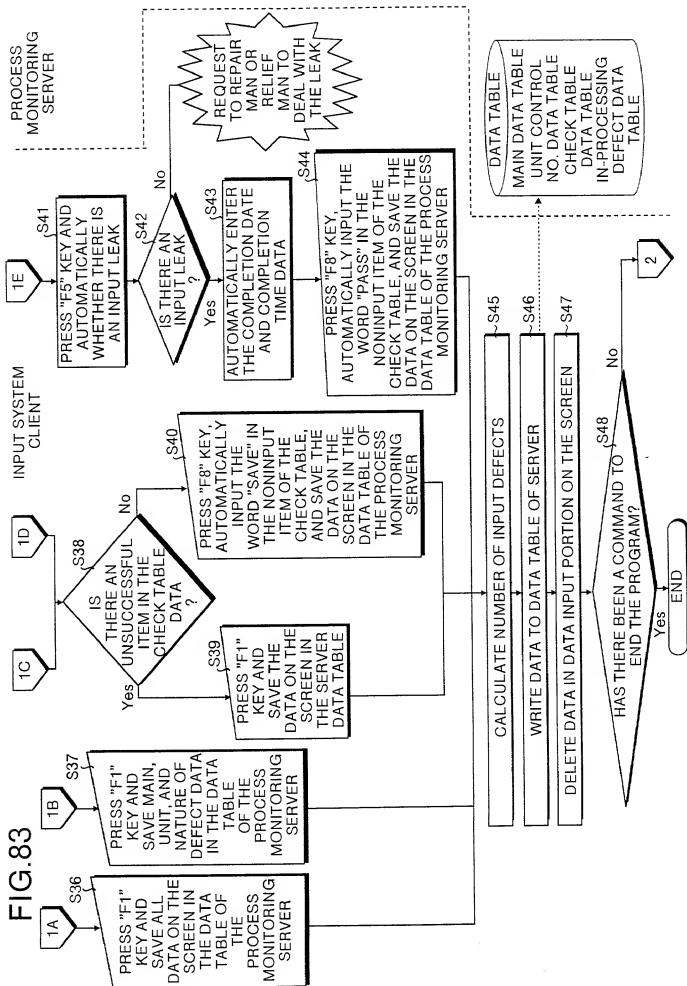 FIG.83
1A
S36
PRESS "F1"
KEY AND
SAVE ALL
DATA ON THE
SCREEN IN
THE DATA
TABLE OF
THE
PROCESS
MONITORING
SERVER
1B
S37
PRESS "F1"
KEY AND
SAVE MAIN,
UNIT, AND
NATURE OF
DEFECT DATA
IN THE DATA
TABLE
OF THE
PROCESS
MONITORING
SERVER
1C
1D
S38
IS
THERE AN
UNSUCCESSFUL
ITEM IN THE
CHECK TABLE
DATA
?
Yes
No
S39
PRESS "F1"
KEY AND
SAVE THE
DATA ON THE
SCREEN IN
THE SERVER
DATA TABLE
S40
PRESS "F8" KEY,
AUTOMATICALLY
INPUT THE
WORD "SAVE" IN
THE NONINPUT
ITEM OF THE
CHECK TABLE,
AND SAVE THE
DATA ON THE
SCREEN IN THE
DATA TABLE OF
THE PROCESS
MONITORING
SERVER
INPUT SYSTEM
CLIENT
1E
S41
PRESS "F5" KEY AND
AUTOMATICALLY
WHETHER THERE IS
AN INPUT LEAK
S42
IS THERE AN
INPUT LEAK
?
Yes
No
S43
AUTOMATICALLY ENTER
THE COMPLETION DATE
AND COMPLETION
TIME DATA
S44
PRESS "F8" KEY,
AUTOMATICALLY INPUT THE
WORD "PASS" IN THE
NONINPUT ITEM OF THE
CHECK TABLE, AND SAVE THE
DATA ON THE SCREEN IN THE
DATA TABLE OF THE PROCESS
MONITORING SERVER
PROCESS
MONITORING
SERVER
REQUEST
TO REPAIR
MAN OR
RELIEF
MAN TO
DEAL WITH
THE LEAK
S45
CALCULATE NUMBER OF INPUT DEFECTS
S46
WRITE DATA TO DATA TABLE OF SERVER
S47
DELETE DATA IN DATA INPUT PORTION ON THE SCREEN
DATA TABLE
MAIN DATA TABLE
UNIT CONTROL
NO. DATA TABLE
CHECK TABLE
DATA TABLE
IN-PROCESSING
DEFECT DATA
TABLE
S48
HAS THERE BEEN A COMMAND TO
END THE PROGRAM?
No
2
Yes
END